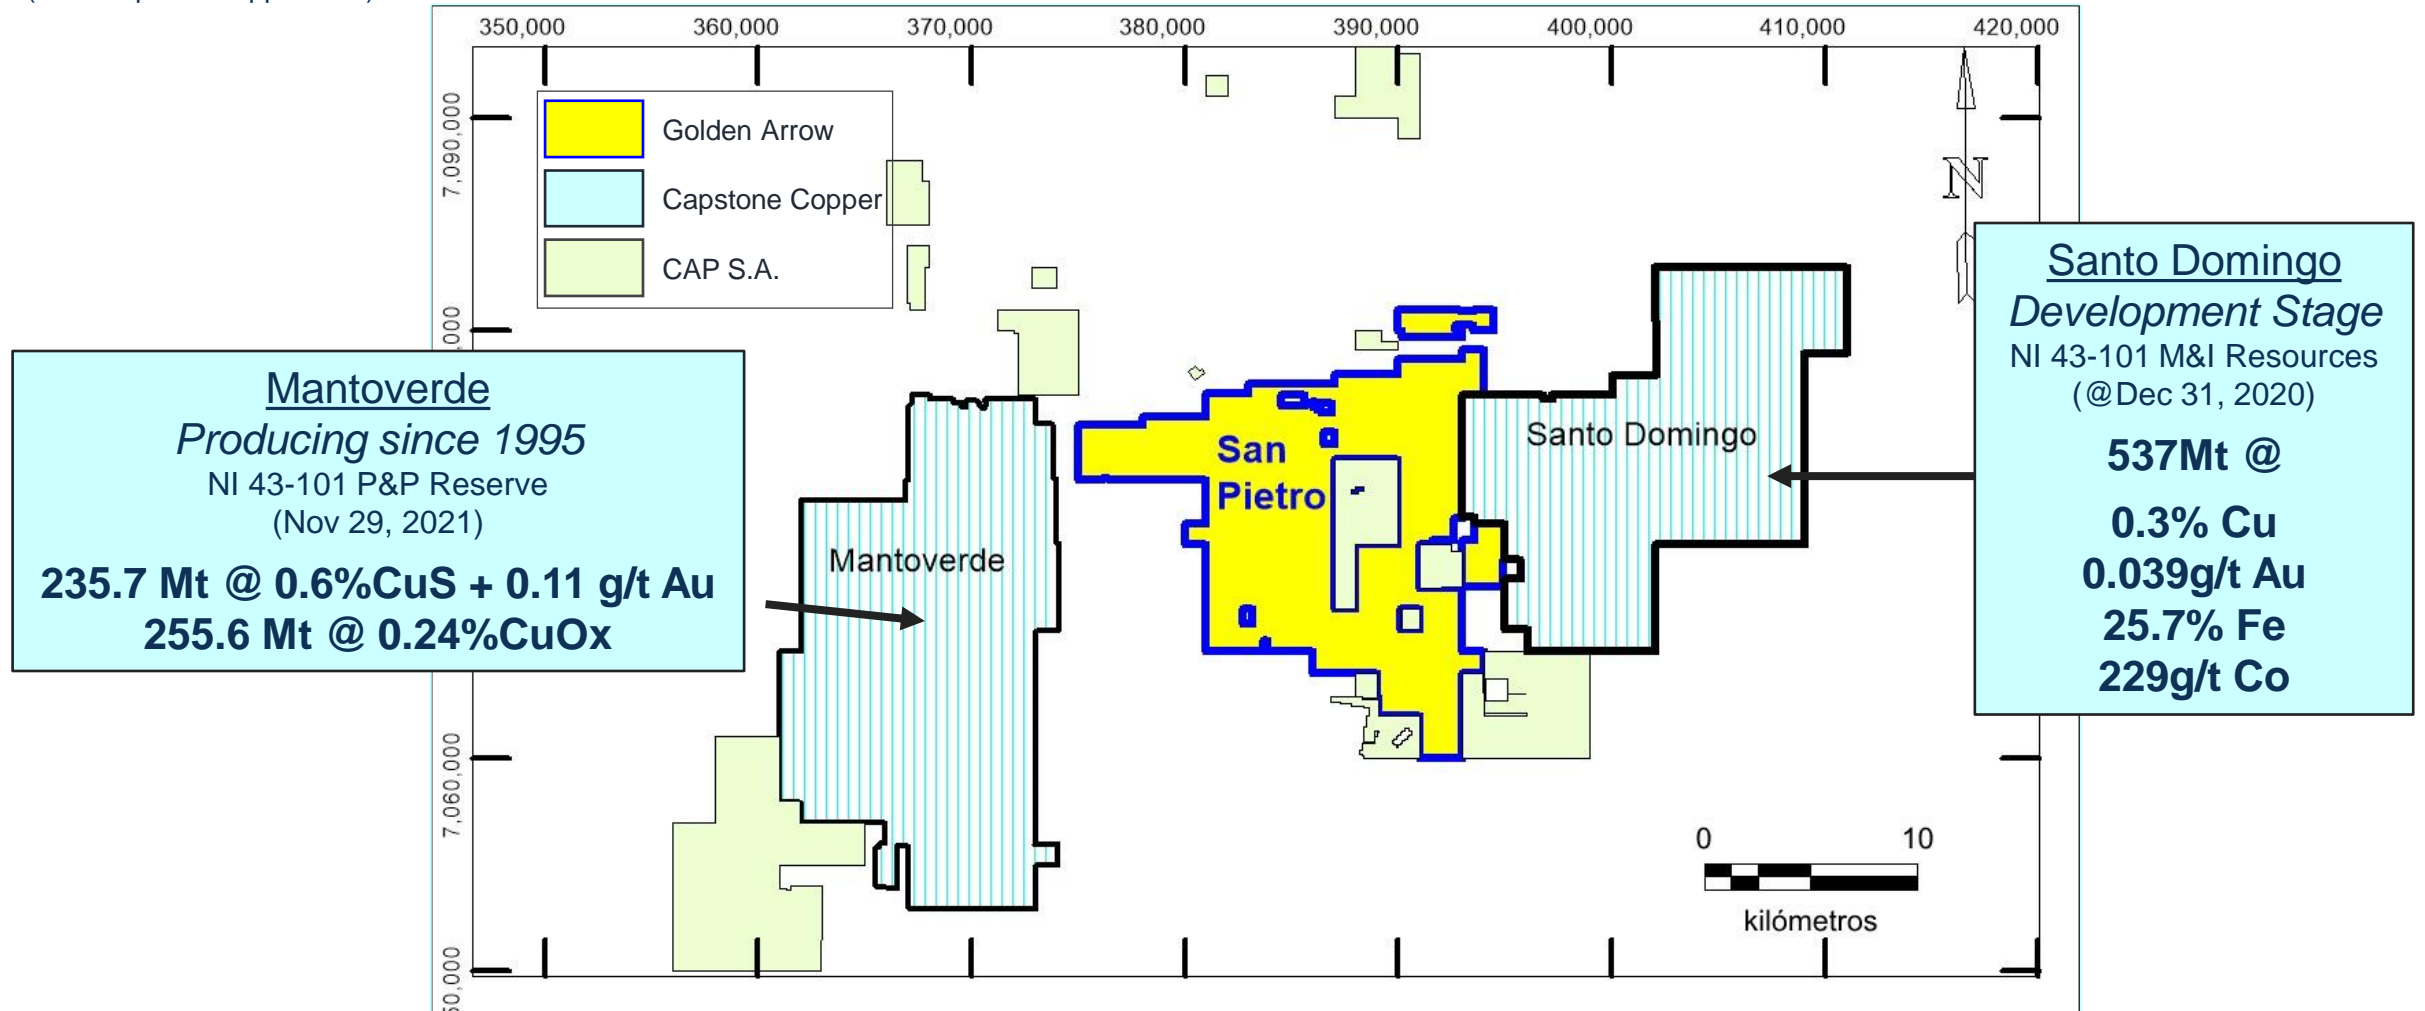 350,000 360,000 370,000 380,000 390,000 400,000 410,000 420,000
7,090,000
Golden Arrow
Capstone Copper
CAP S.A.
N
Mantoverde
Producing since 1995
NI 43-101 P&P Reserve
(Nov 29, 2021)
235.7 Mt @ 0.6%CuS + 0.11 g/t Au
255.6 Mt @ 0.24%CuOx
San
Pietro
Mantoverde
Santo Domingo
Santo Domingo
Development Stage
NI 43-101 M&I Resources
(@Dec 31, 2020)
537Mt @
0.3% Cu
0.039g/t Au
25.7% Fe
229g/t Co
7,060,000
0 10
kilómetros